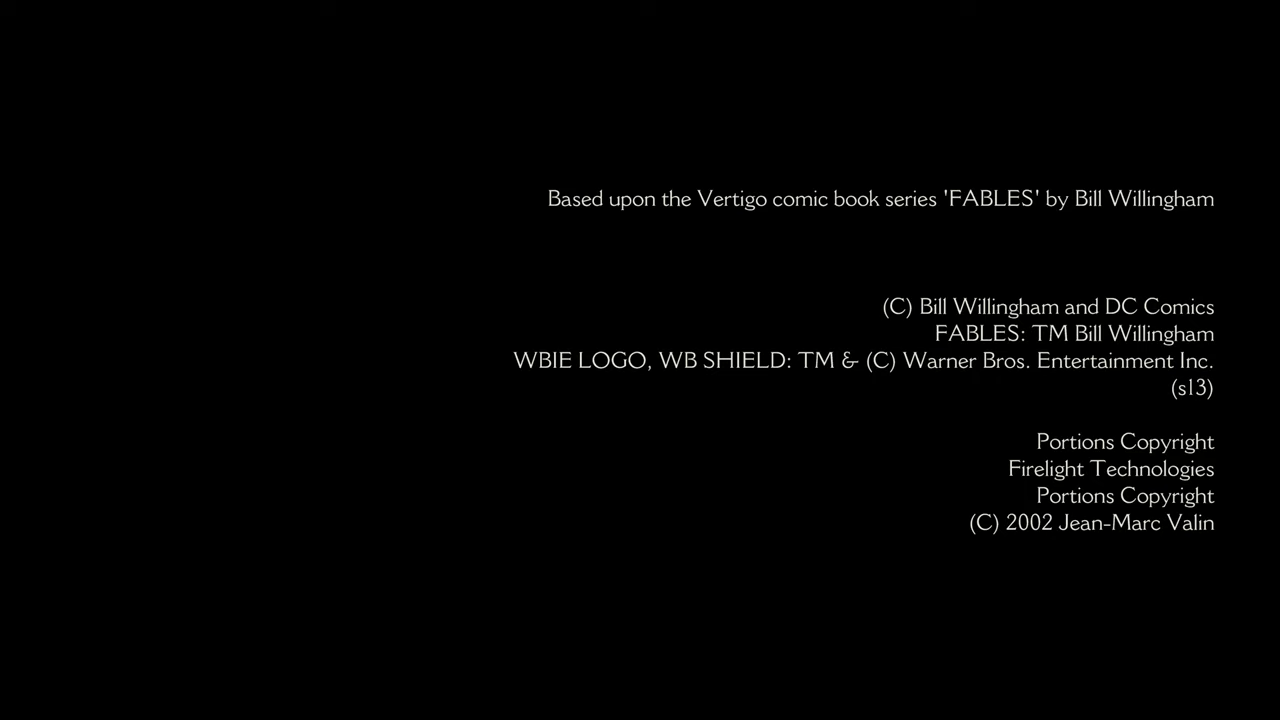 Based upon the Vertigo comic book series 'FABLES' by Bill Willingham
(C) Bill Willingham and DC Comics
FABLES: TM Bill Willingham
WBIE LOGO, WB SHIELD: TM & (C) Warner Bros. Entertainment Inc.
(s13)
Portions Copyright
Firelight Technologies
Portions Copyright
(C) 2002 Jean-Marc Valin